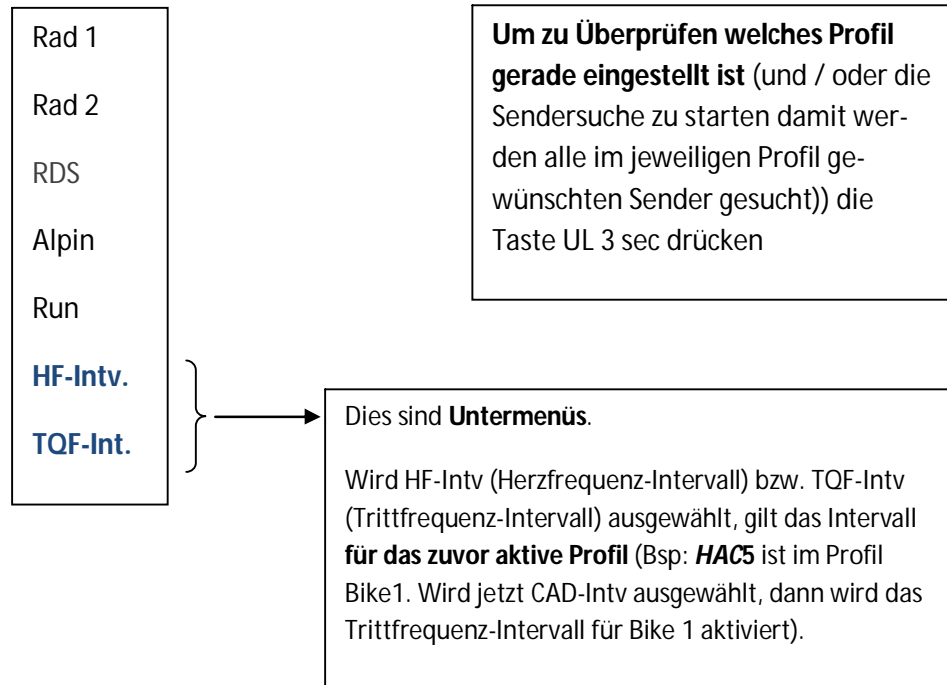 Rad 1
Rad 2
RDS
Alpin
Run
HF-Intv.
TQF-Int.
Um zu Überprüfen welches Profil
gerade eingestellt ist (und / oder die
Sendersuche zu starten damit wer-
den alle im jeweiligen Profil ge-
wünschten Sender gesucht)) die
Taste UL 3 sec drücken
Dies sind Untermenüs.
Wird HF-Intv (Herzfrequenz-Intervall) bzw. TQF-Intv
(Trittfrequenz-Intervall) ausgewählt, gilt das Intervall
für das zuvor aktive Profil (Bsp: HAC5 ist im Profil
Bike1. Wird jetzt CAD-Intv ausgewählt, dann wird das
Trittfrequenz-Intervall für Bike 1 aktiviert).